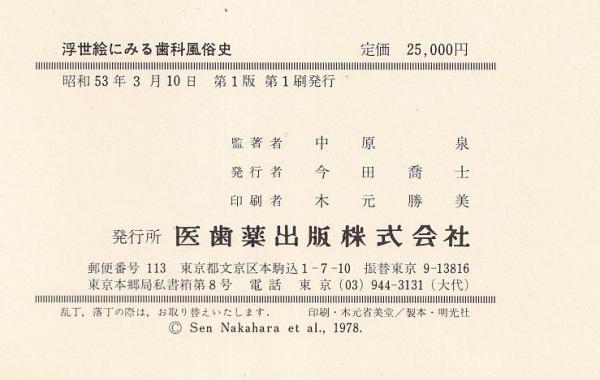 浮世絵にみる歯科風俗史 定価 25,000円
昭和53年3月10日 第1版 第1刷発行
監著者 中原泉
発行者 今田喬士
印刷者 木元勝美
発行所 医歯薬出版株式会社
郵便番号 113 東京都文京区本駒込1-7-10 振替東京 9-13816
東京本郷局私書箱第8号 電話 東京 (03) 944-3131 (大代)
乱丁，落丁の際は，お取り替えいたします． 印刷・木元省美堂／製本・明光社
© Sen Nakahara et al., 1978.